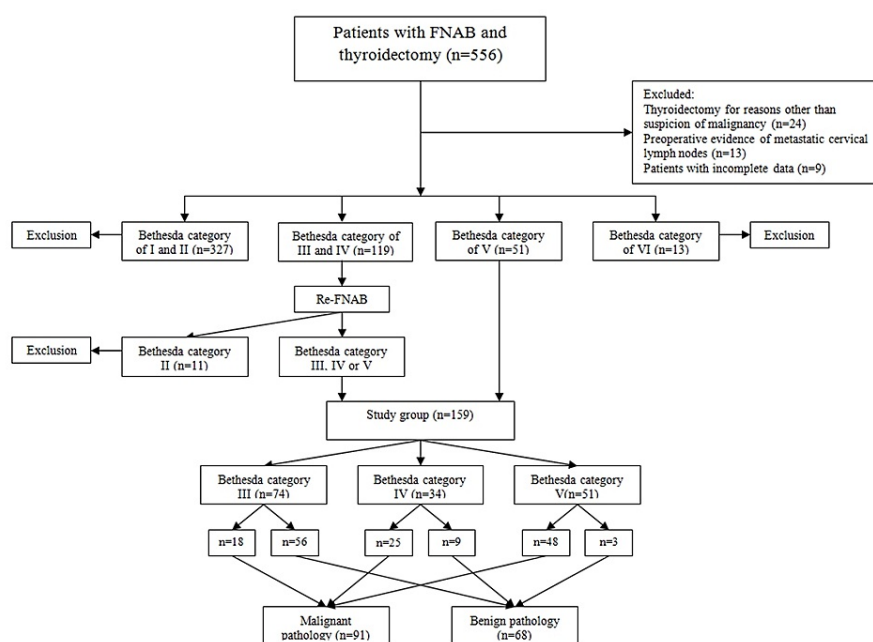 Patients with FNAB and
thyroidectomy (n=556)
Excluded:
Thyroidectomy for reasons other than
suspicion of malignancy (n=24)
Preoperative evidence of metastatic cervical
lymph nodes (n=13)
Patients with incomplete data (n=9)
Exclusion
Bethesda category
of I and II (n=327)
Bethesda category of
III and IV (n=119)
Bethesda category
of V (n=51)
Bethesda category
of VI (n=13)
Exclusion
Re-FNAB
Exclusion
Bethesda category
II (n=11)
Bethesda category
III, IV or V
Study group (n=159)
Bethesda category
III (n=74)
Bethesda category
IV (n=34)
Bethesda category
V(n=51)
n=18
n=56
n=25
n=9
n=48
n=3
Malignant
pathology (n=91)
Benign pathology
(n=68)